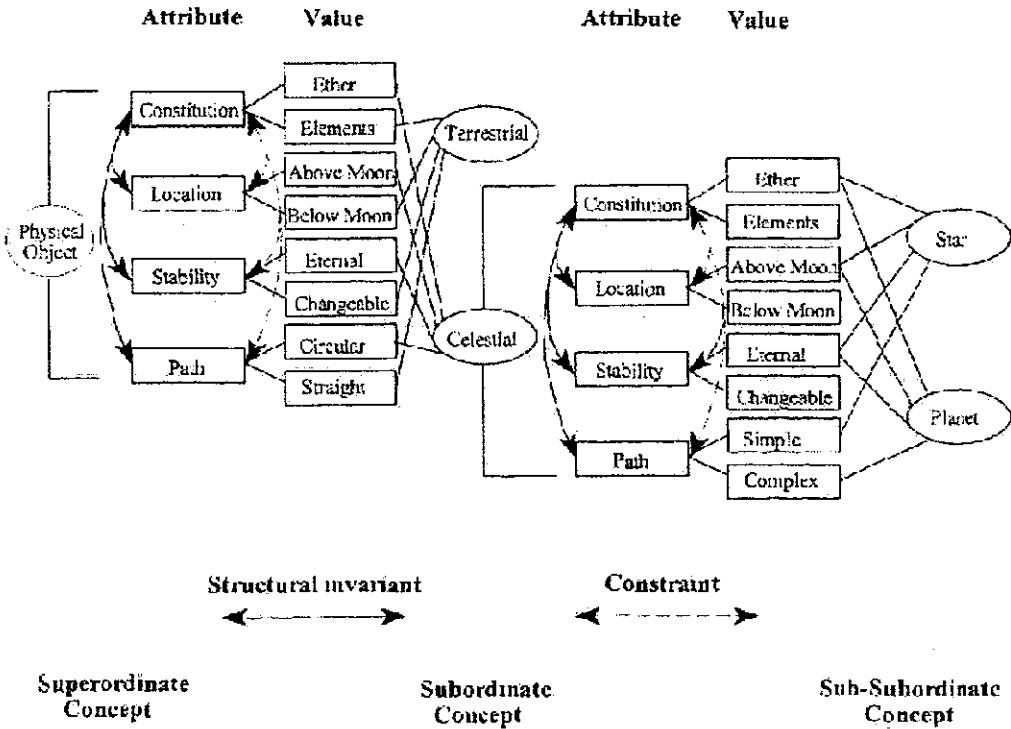 Attribute Value Attribute Value
Physical
Object
Constitution
Location
Stability
Path
Ether
Elements
Above Moon
Below Moon
Eternal
Changeable
Circular
Straight
Terrestrial
Celestial
Constitution
Location
Stability
Path
Ether
Elements
Above Moon
Below Moon
Eternal
Changeable
Simple
Complex
Star
Planet
Structural invariant Constraint
Superordinate
Concept
Subordinate
Concept
Sub-Subordinate
Concept